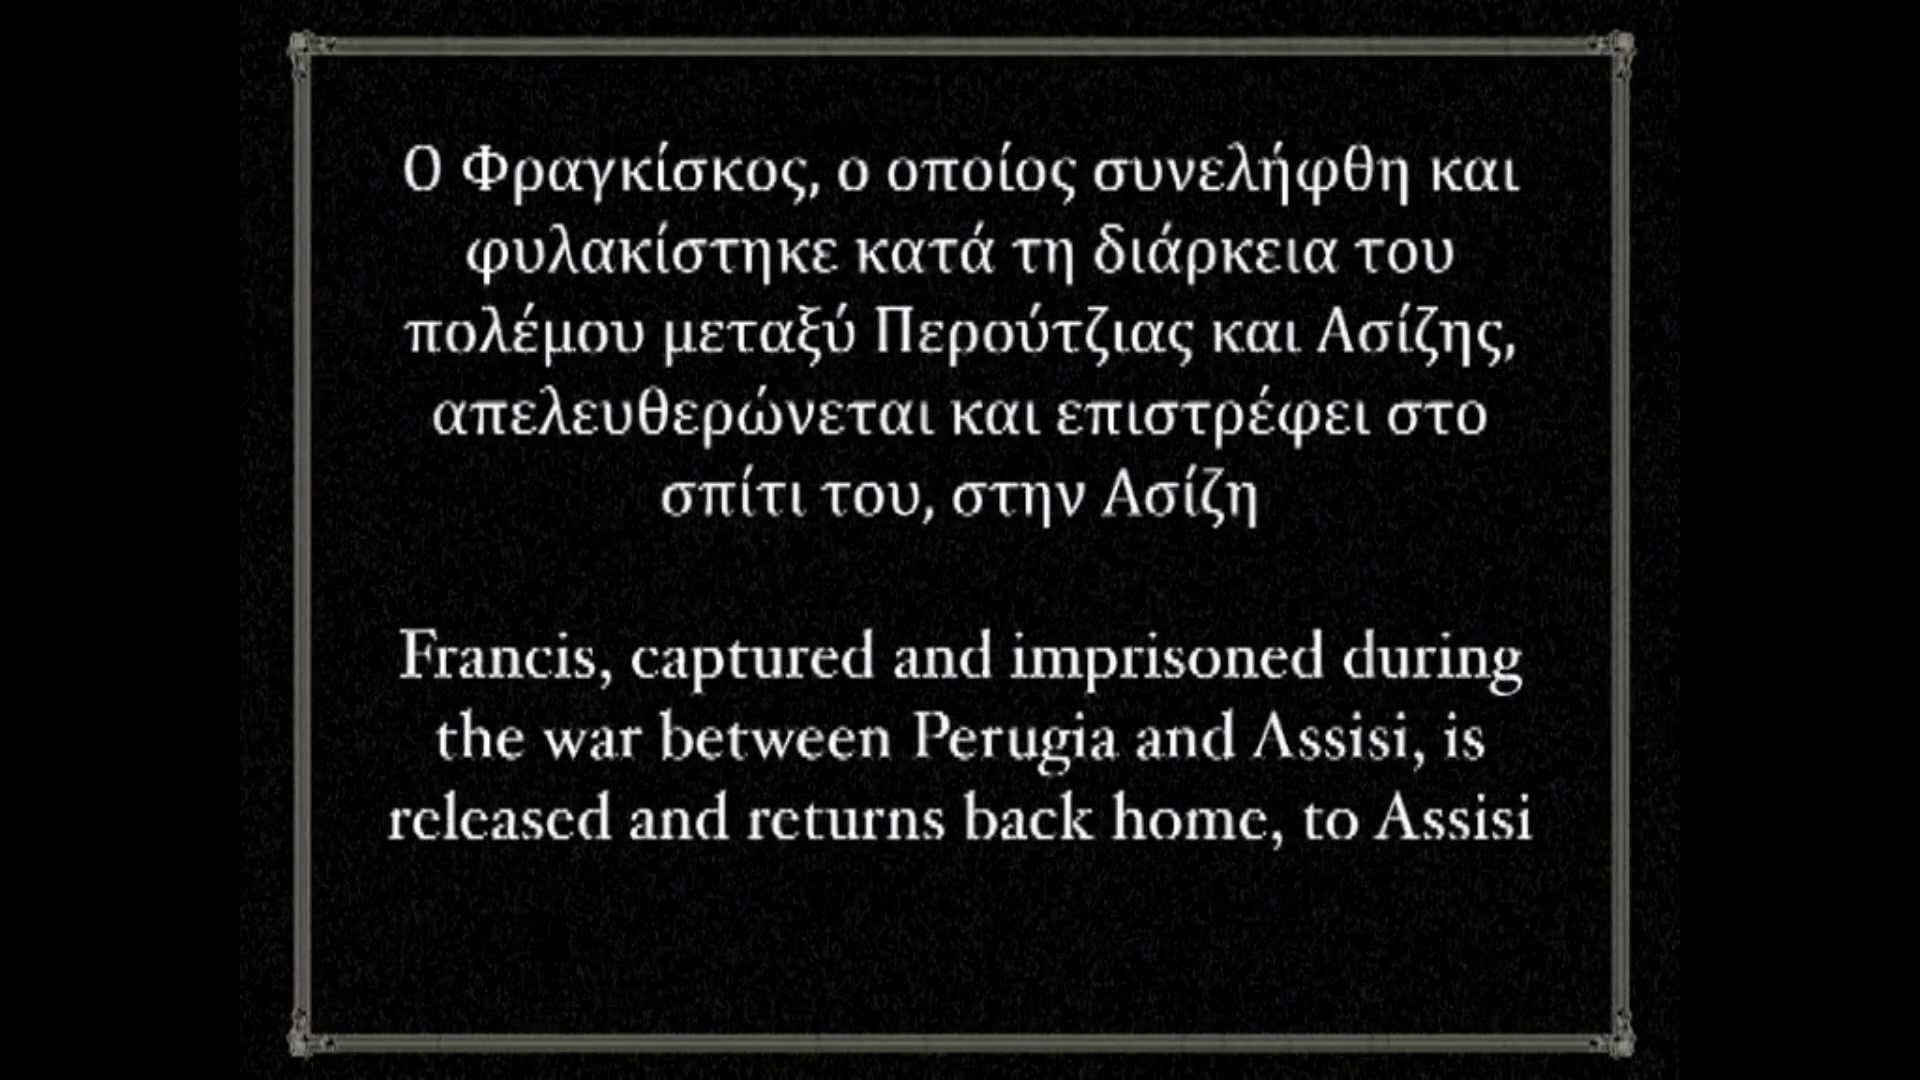 Ο Φραγκίσκος, ο οποίος συνελήφθη και
φυλακίστηκε κατά τη διάρκεια του
πολέμου μεταξύ Περούτζιας και Ασίζης,
απελευθερώνεται και επιστρέφει στο
σπίτι του, στην Ασίζη
Francis, captured and imprisoned during
the war between Perugia and Assisi, is
released and returns back home, to Assisi